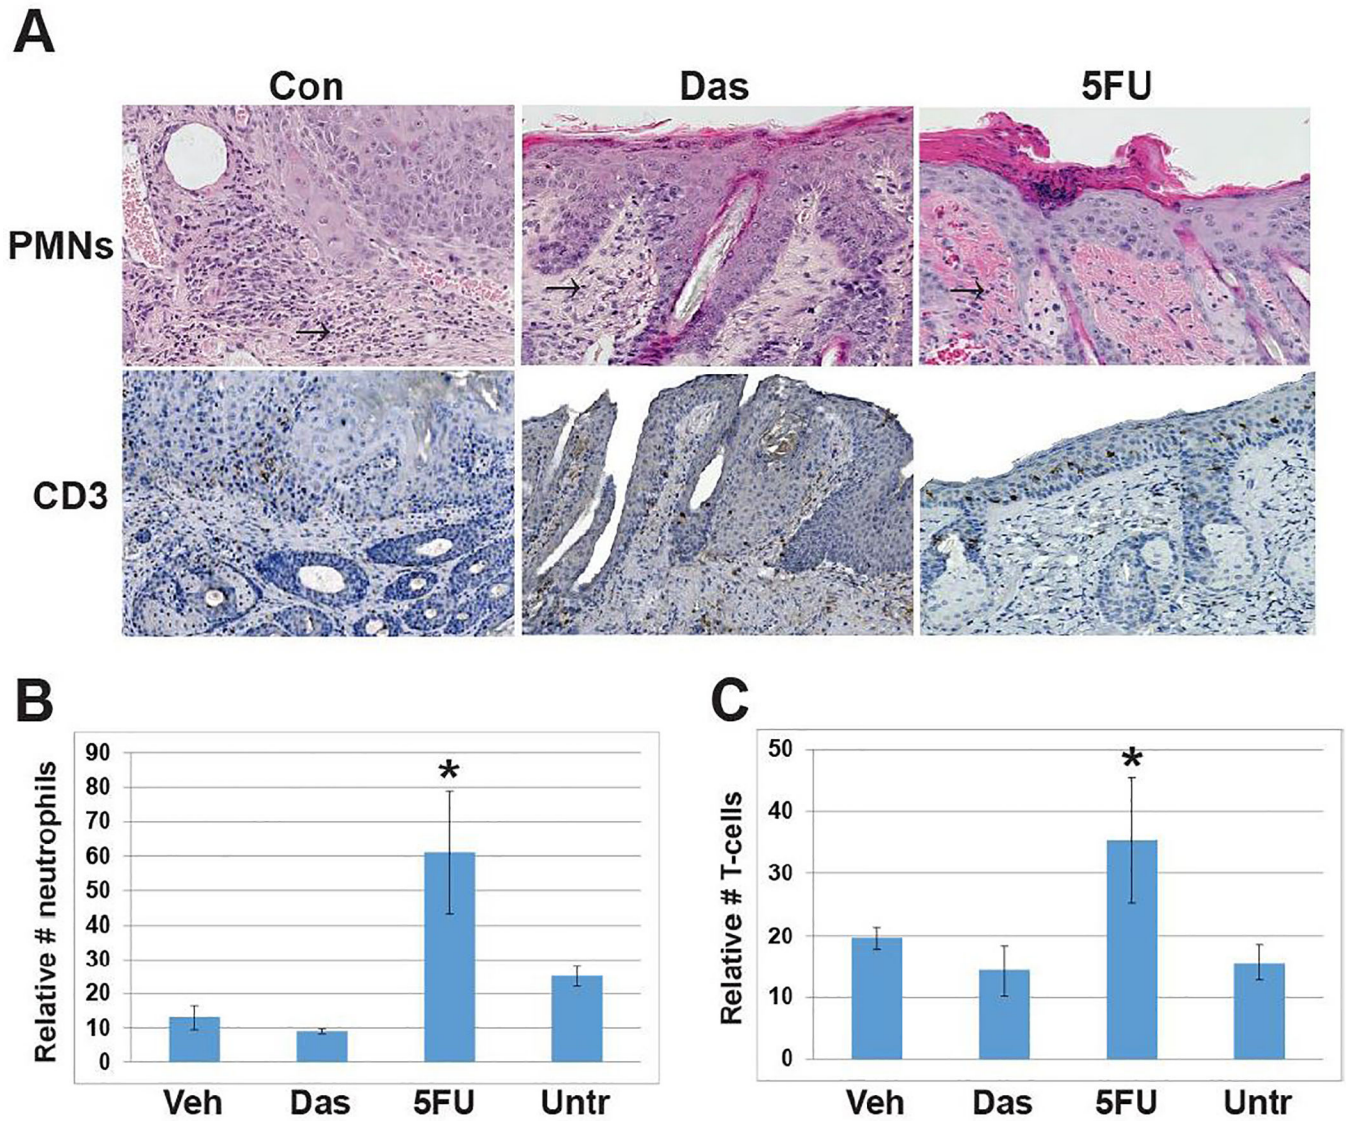 A
Con Das 5FU
PMNs
CD3
B
Relative # neutrophils
90
80
70
60
50
40
30
20
10
0
*
Veh Das 5FU Untr
C
Relative # T-cells
50
40
30
20
10
0
*
Veh Das 5FU Untr